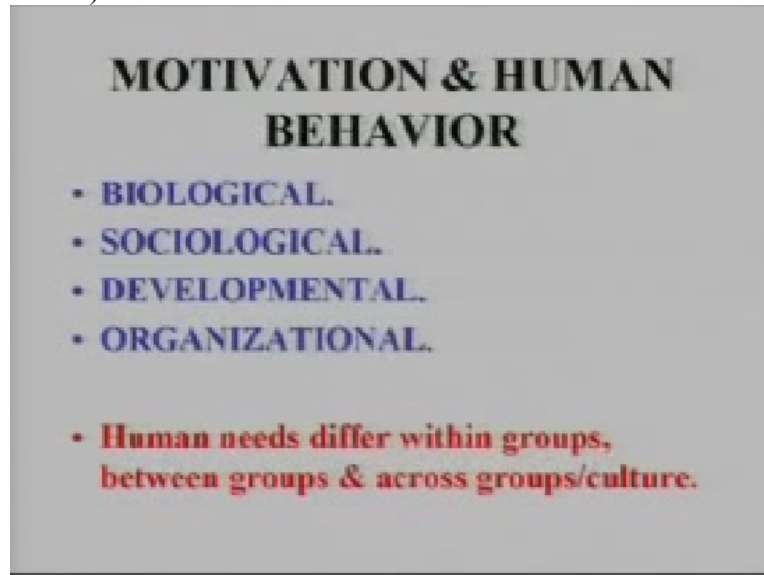 MOTIVATION & HUMAN
BEHAVIOR
• BIOLOGICAL.
• SOCIOLOGICAL.
• DEVELOPMENTAL.
• ORGANIZATIONAL.
• Human needs differ within groups,
between groups & across groups/culture.